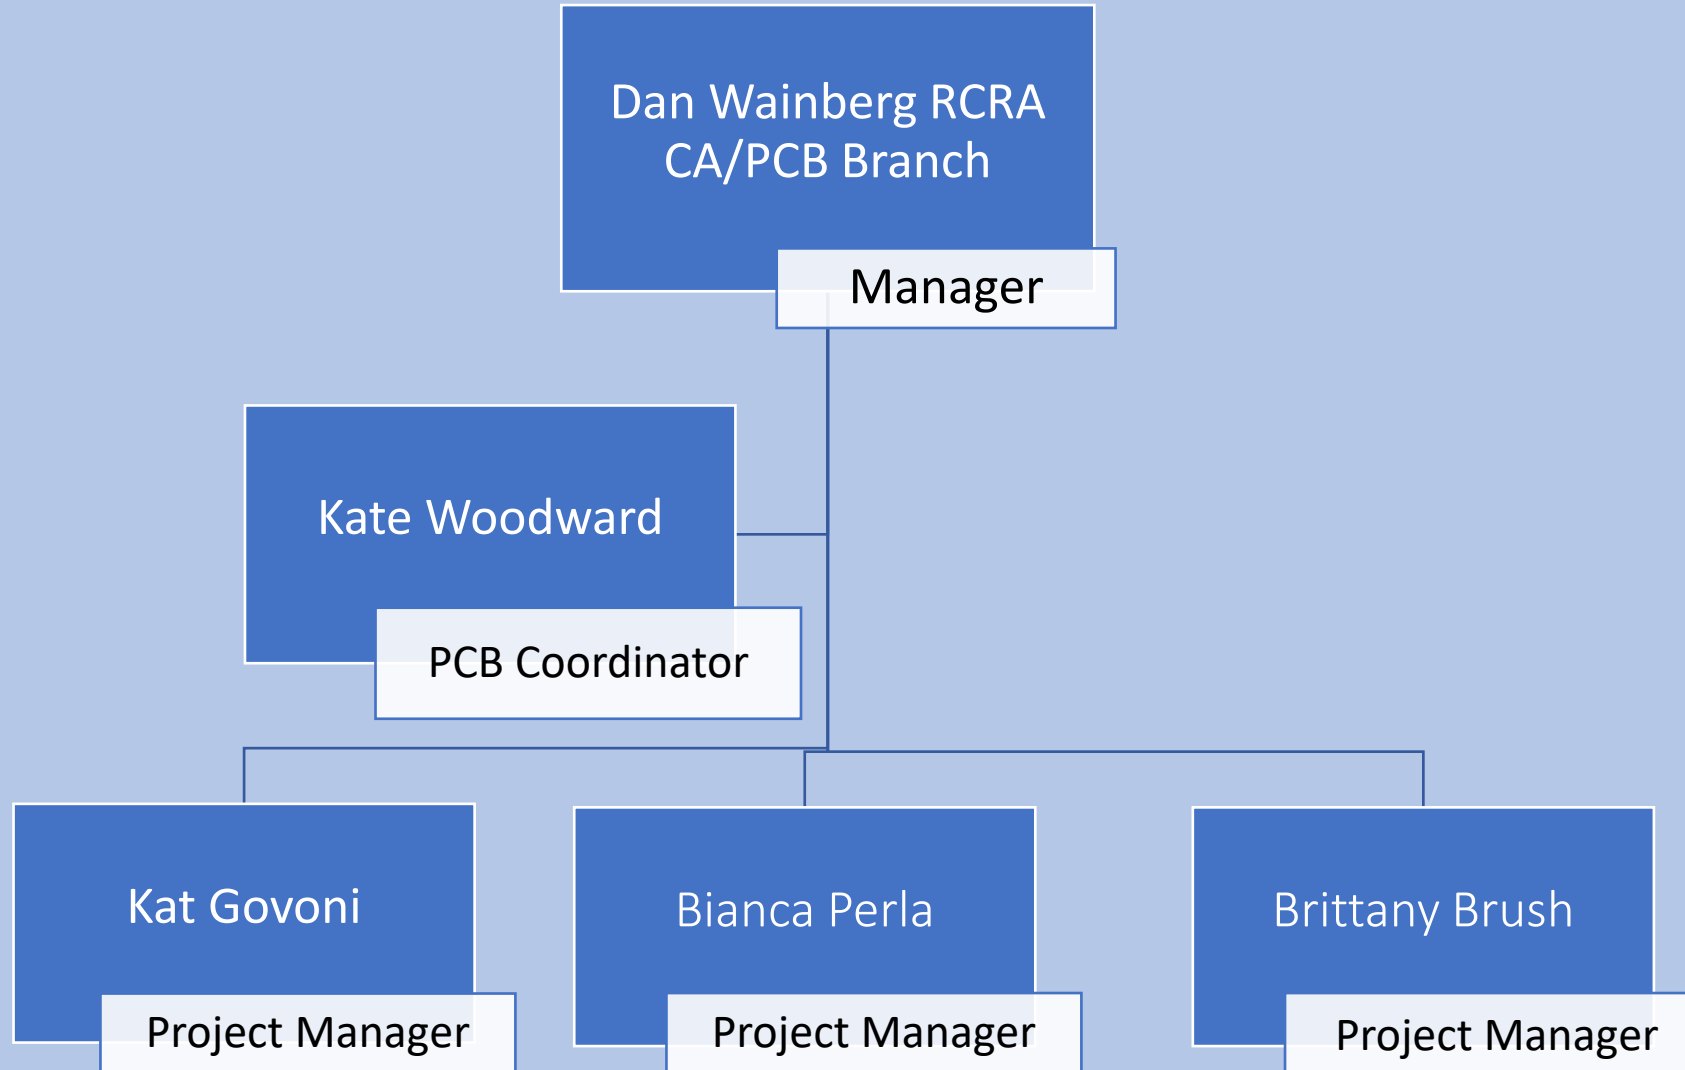 Dan Wainberg RCRA
CA/PCB Branch
Manager
Kate Woodward
PCB Coordinator
Kat Govoni
Project Manager
Bianca Perla
Project Manager
Brittany Brush
Project Manager